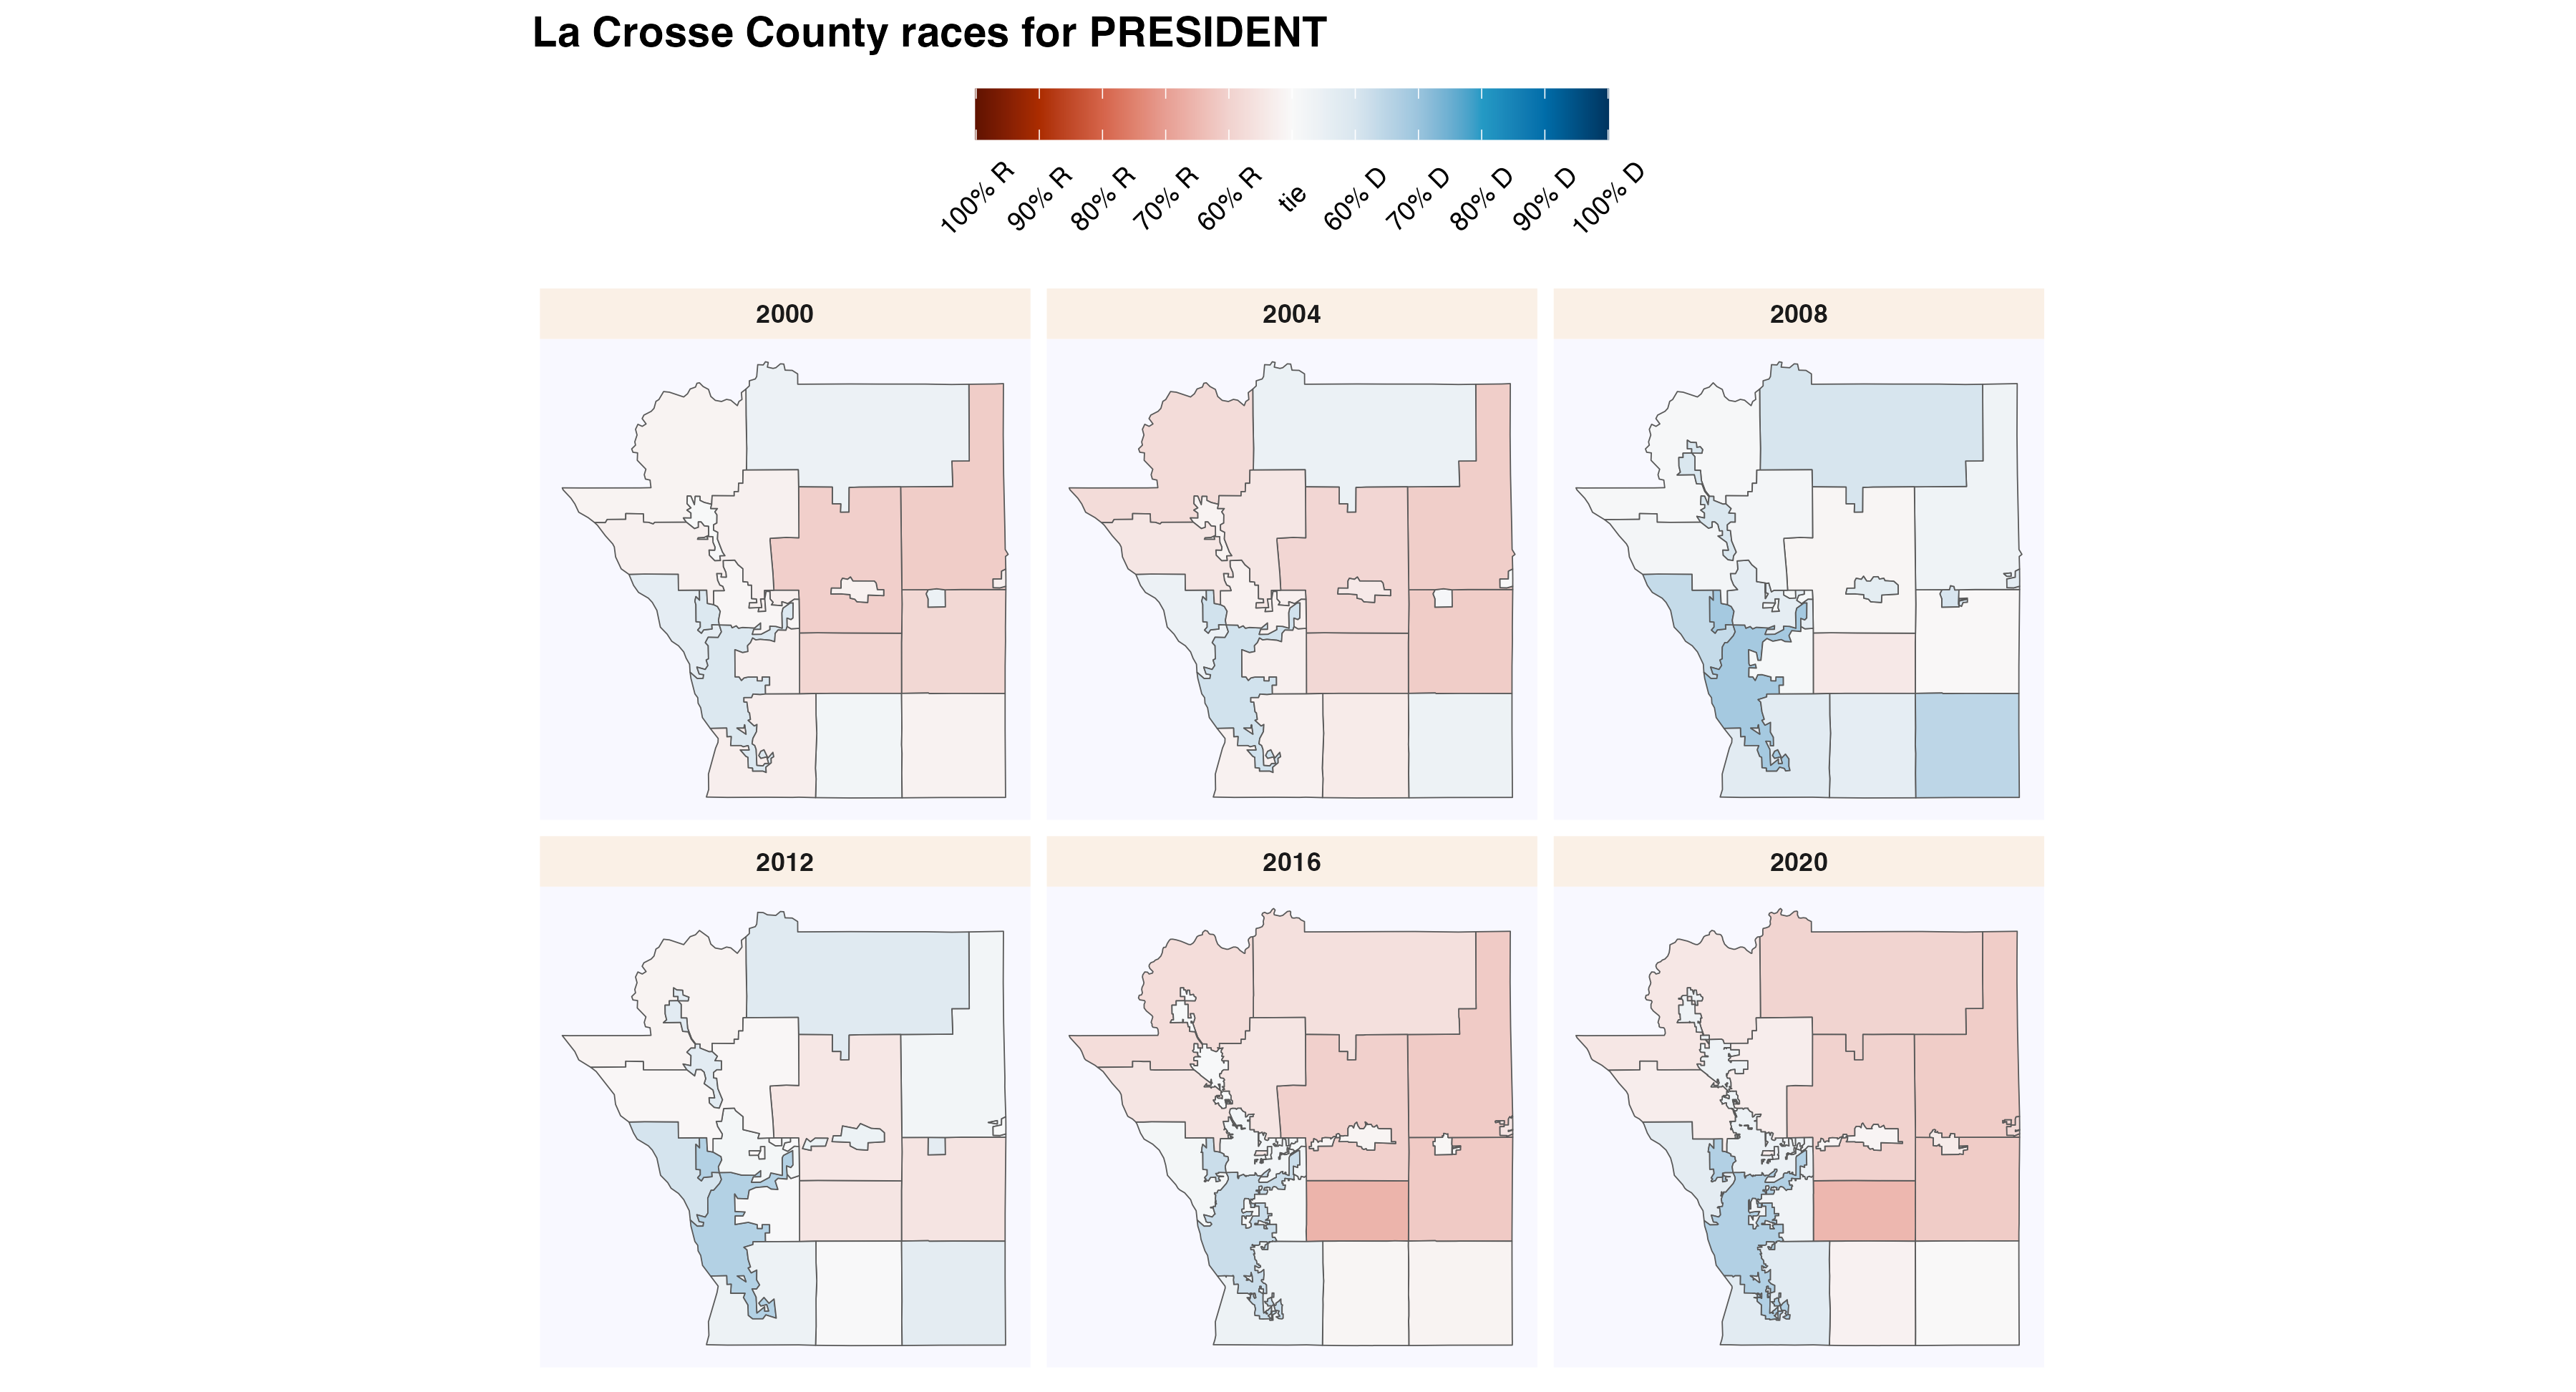 La Crosse County races for PRESIDENT
100% R
90% R
80% R
70% R
60% R
tie
60% D
70% D
80% D
90% D
100% D
2000
2004
2008
2012
2016
2020